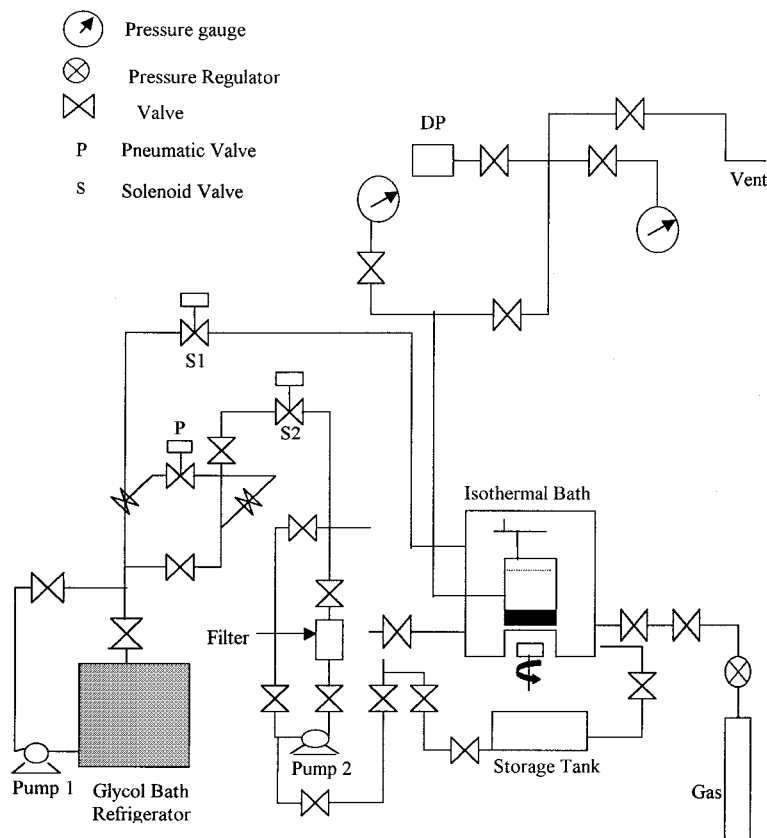 Pressure gauge
Pressure Regulator
Valve
P Pneumatic Valve
S Solenoid Valve
DP
Vent
S1
S2
P
Isothermal Bath
Filter
Pump 1
Glycol Bath
Refrigerator
Pump 2
Storage Tank
Gas